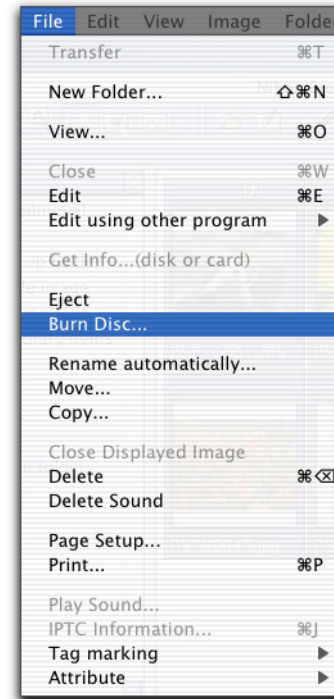 File Edit View Image Folde
Transfer ⌘T
New Folder... ⇧⌘N
View... ⌘O
Close ⌘W
Edit ⌘E
Edit using other program ▶
Get Info...(disk or card)
Eject
Burn Disc...
Rename automatically...
Move...
Copy...
Close Displayed Image
Delete ⌘⌫
Delete Sound
Page Setup...
Print... ⌘P
Play Sound...
IPTC Information... ⌘J
Tag marking ▶
Attribute ▶